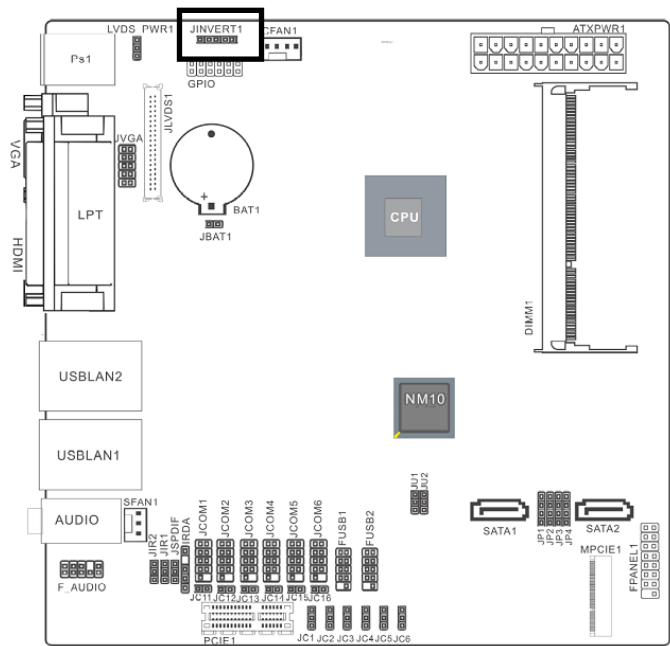 LVDS PWR1 JINVERT1 CFAN1 ATXPWR1
Ps1
GPIO
JLVDS1
JVGA
VGA
LPT
HDMI
BAT1
JBAT1
CPU
DIMM1
USBLAN2
NM10
USBLAN1
AUDIO
SFAN1
F_AUDIO
JIR2
JIR1
JSPDIF
IRDA
JCOM1
JCOM2
JCOM3
JCOM4
JCOM5
JCOM6
FUSB1
FUSB2
JU1
JU2
SATA1
JP1
JP2
JP3
JP4
SATA2
MPCIE1
FPANEL1
JC11 JC12 JC13 JC14 JC15 JC16
PCIE1
JC1 JC2 JC3 JC4 JC5 JC6